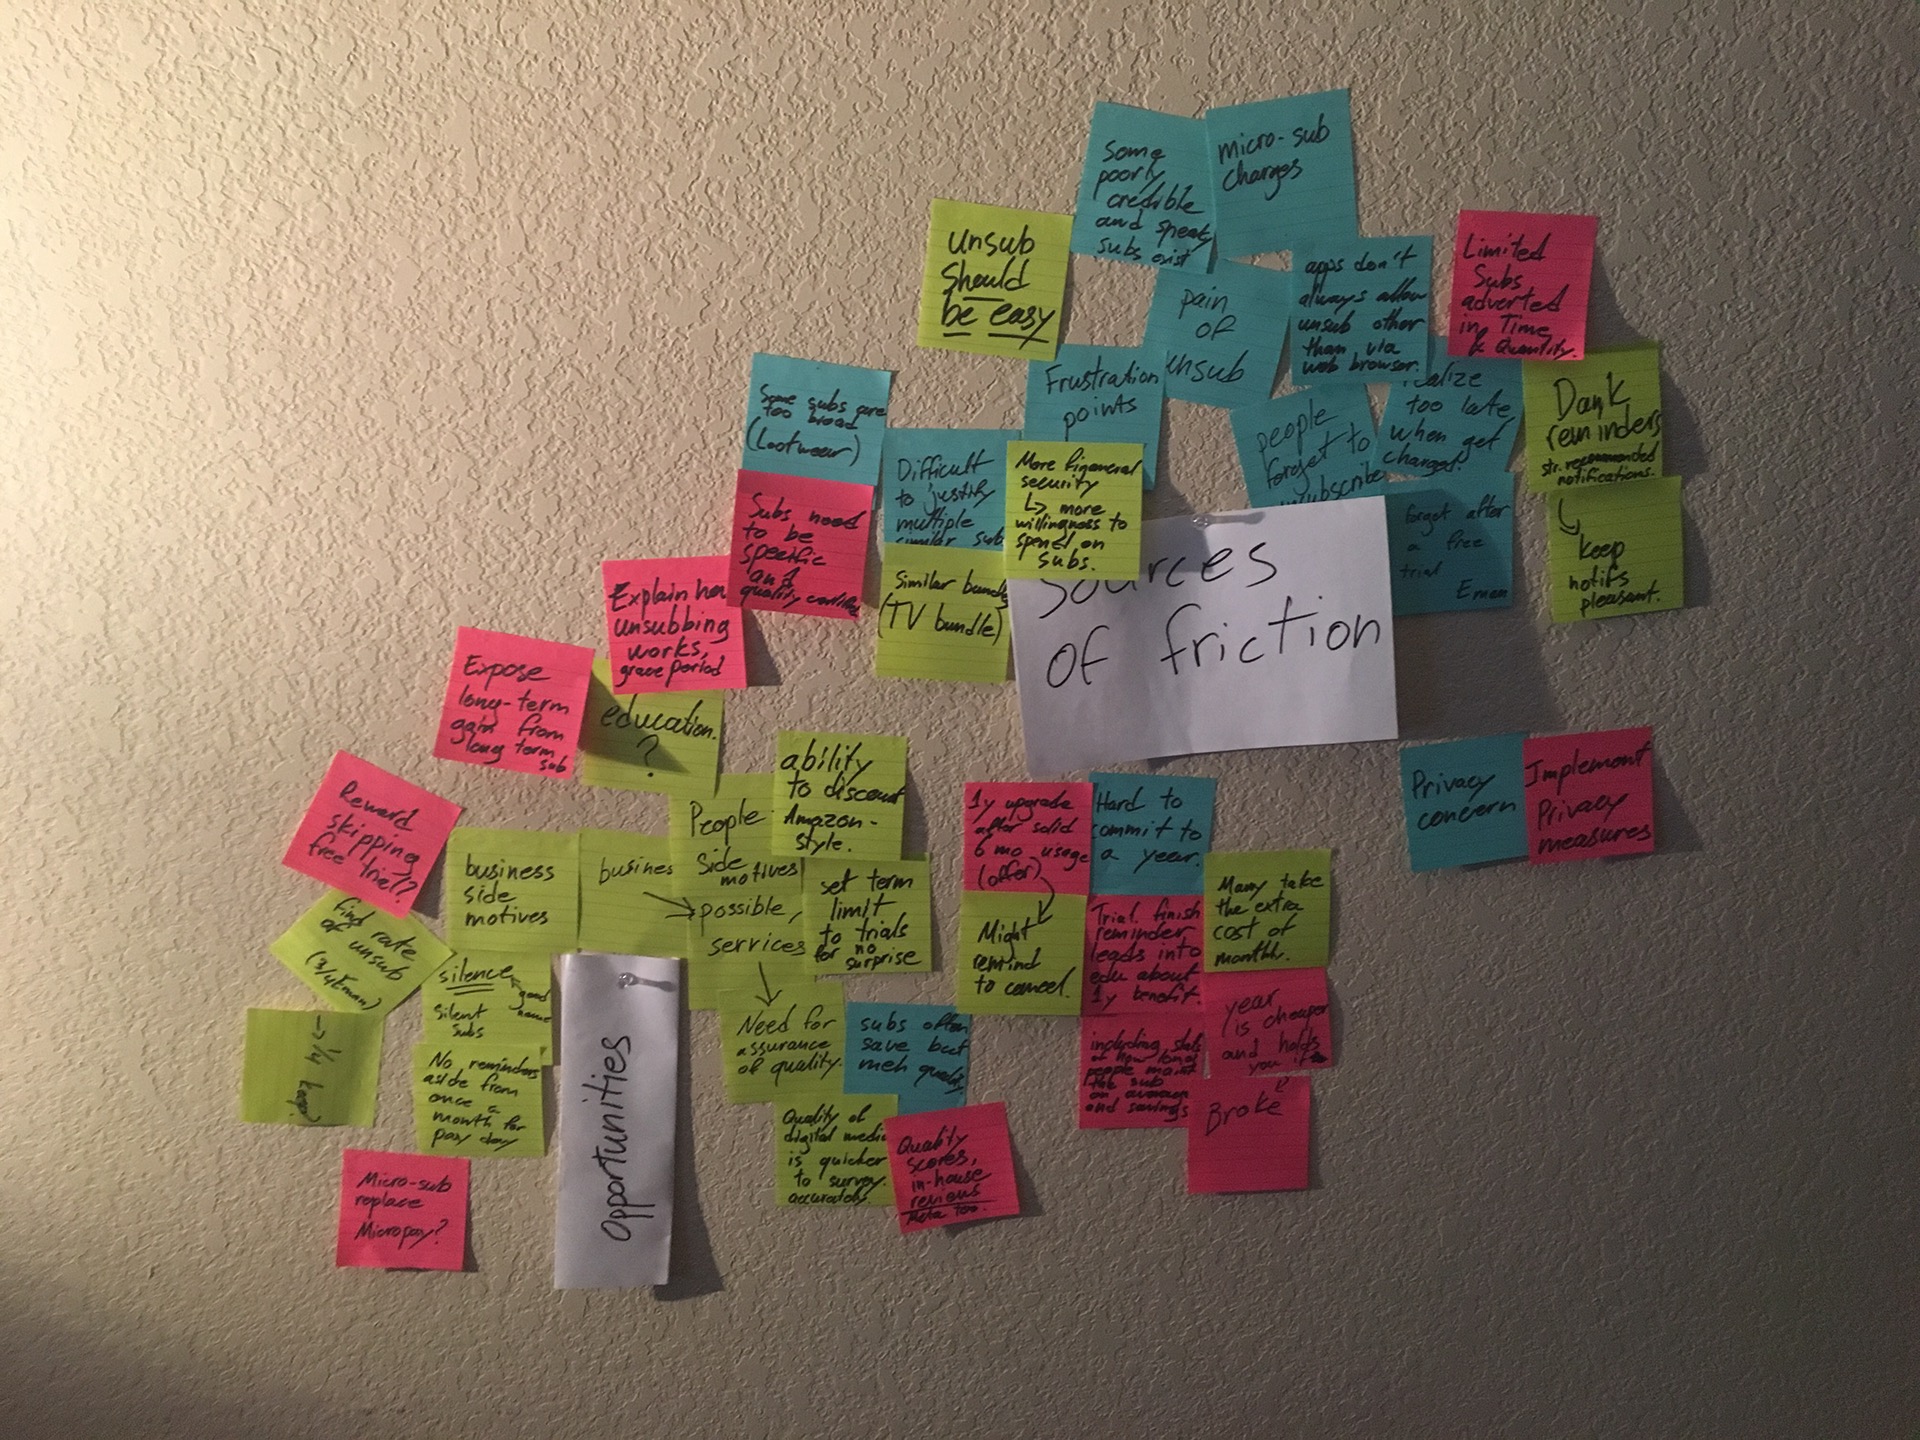 Some
poorly
credible
and
subs exist
micro-sub
charges
Unsub
should
be easy
pain
of
unsub
apps don't
always allow
unsub other
than via
web browser.
Limited
Subs
adverted
in Time
& Quantity.
Frustration
points
people
forget to
unsubscribe
too late
when get
charged.
Dank
reminders
str. recommended
notifications.
keep
notifs
pleasant.
forget after
a free
trial
Eman
Some subs are
too broad
(Lootwear)
Difficult
to justify
multiple
similar sub
More financial
security
↳ more
willingness to
spend on
subs.
Similar bund
(TV bundle)
Sources
of friction
Subs need
to be
specific
and
quality
Explain how
unsubbing
works,
grace period
Expose
long-term
gain from
long term
sub
education.
?
Reward
skipping
free trial?
find rate
of unsub
(3/4 Eman)
business
side
motives
busines
People
side
motives
possible,
services
ability
to discount
Amazon-
style.
set term
limit
to trials
for no
surprise
silence
good
name
silent
subs
No reminders
aside from
once a
month for
pay day
→ 1/4
Micro-sub
replace
Micropay?
Opportunities
Need for
assurance
of quality.
subs often
save but
meh quality
Quality of
digital media
is quicker
to survey
accurately.
Quality
scores,
in-house
reviews
Meta too.
1y upgrade
after solid
6 mo usage
(offer)
Hard to
commit to
a year.
Might
remind
to cancel.
Trial finish
reminder
leads into
edu about
1y benefit.
Many take
the extra
cost of
monthly.
including stats
of how long
people maint
the sub
on average
and savings
year
is cheaper
and holds
you
Broke
Privacy
concern
Implement
Privacy
measures